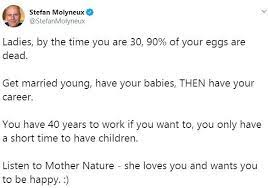 Stefan Molyneux
@StefanMolyneux
Ladies, by the time you are 30, 90% of your eggs are
dead.
Get married young, have your babies, THEN have your
career.
You have 40 years to work if you want to, you only have
a short time to have children.
Listen to Mother Nature - she loves you and wants you
to be happy. :)